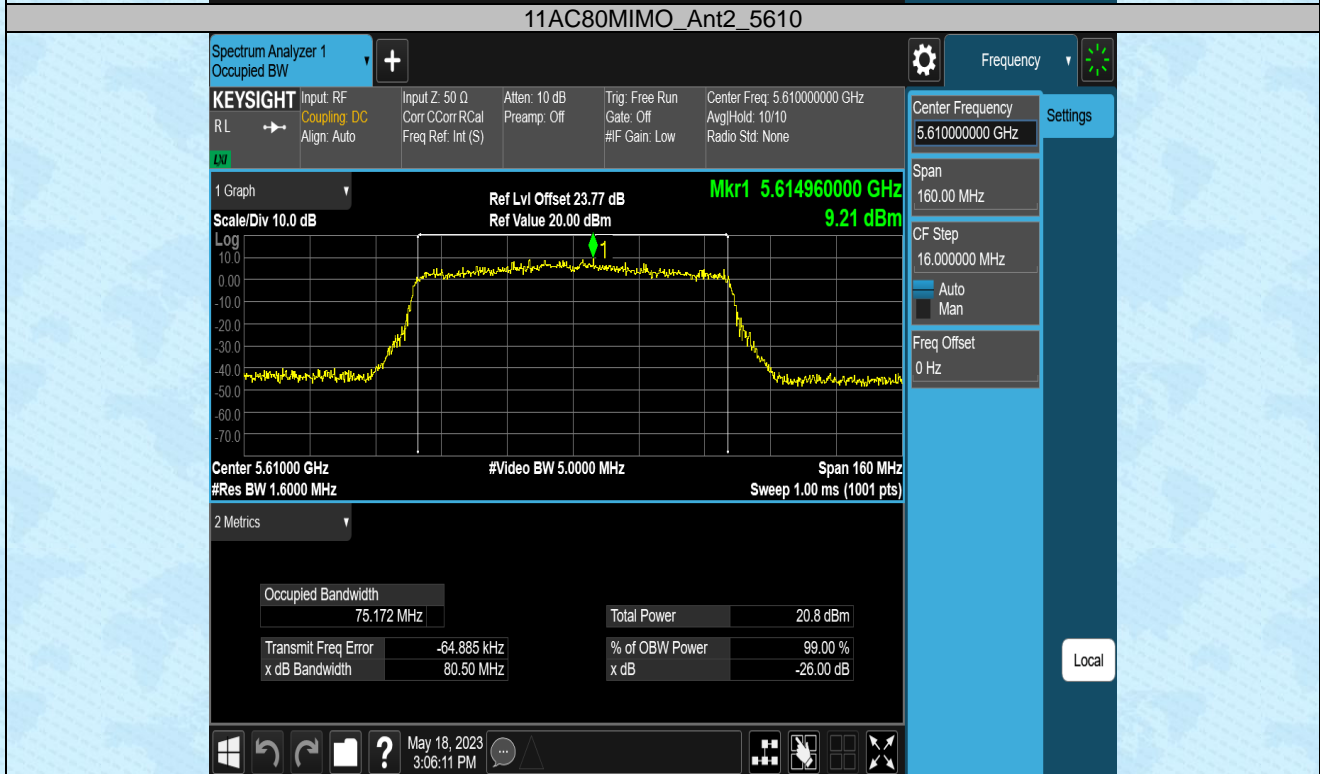 11AC80MIMO_Ant2_5610
Spectrum Analyzer 1
Occupied BW
+
Frequency
KEYSIGHT
R L
LXI
Input: RF
Coupling: DC
Align: Auto
Input Z: 50 Ω
Corr CCorr RCal
Freq Ref: Int (S)
Atten: 10 dB
Preamp: Off
Trig: Free Run
Gate: Off
#IF Gain: Low
Center Freq: 5.610000000 GHz
Avg|Hold: 10/10
Radio Std: None
Center Frequency
5.610000000 GHz
Settings
Span
160.00 MHz
CF Step
16.000000 MHz
Auto
Man
Freq Offset
0 Hz
1 Graph
Scale/Div 10.0 dB
Ref Lvl Offset 23.77 dB
Ref Value 20.00 dBm
Mkr1 5.614960000 GHz
9.21 dBm
Log
1
10.0
0.00
-10.0
-20.0
-30.0
-40.0
-50.0
-60.0
-70.0
Center 5.61000 GHz
#Res BW 1.6000 MHz
#Video BW 5.0000 MHz
Span 160 MHz
Sweep 1.00 ms (1001 pts)
2 Metrics
Occupied Bandwidth
75.172 MHz
Total Power 20.8 dBm
Transmit Freq Error -64.885 kHz
% of OBW Power 99.00 %
x dB Bandwidth 80.50 MHz
x dB -26.00 dB
Local
?
May 18, 2023
3:06:11 PM